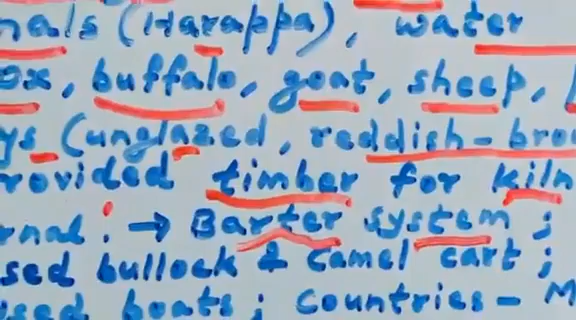 nals (Harappa), water
ox, buffalo, goat, sheep,
ys (unglazed, reddish-bro
rovided timber for kiln
rnal : → Barter system ;
sed bullock & camel cart ;
used boats ; Countries - M